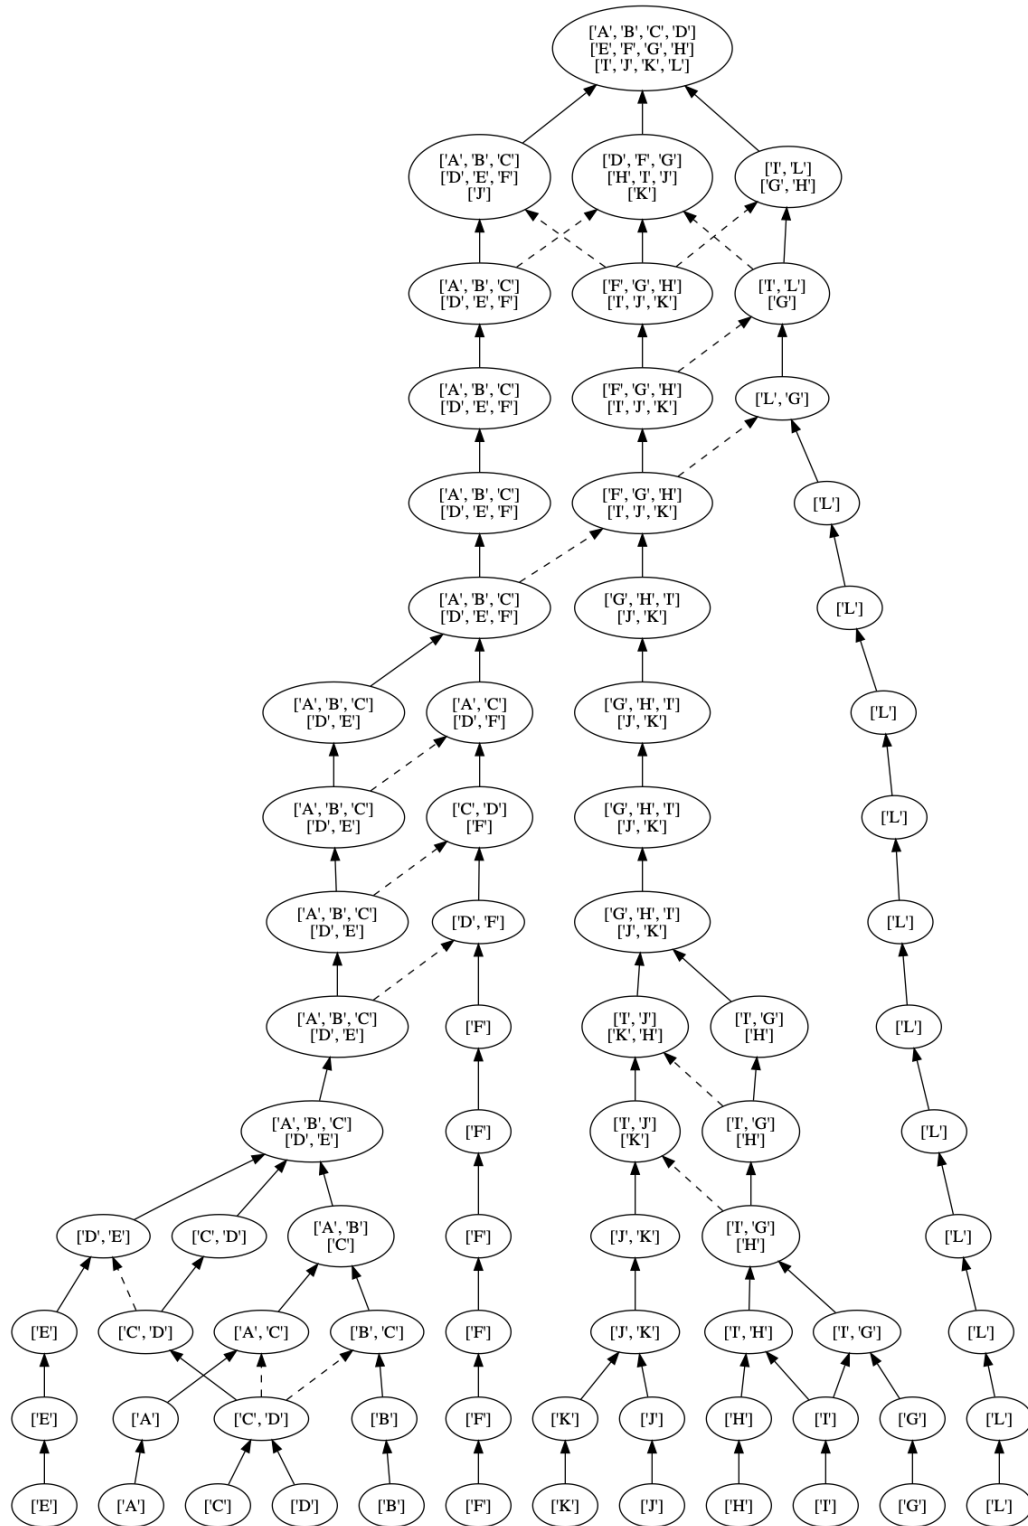 ['A', 'B', 'C', 'D']
['E', 'F', 'G', 'H']
['I', 'J', 'K', 'L']
['A', 'B', 'C']
['D', 'E', 'F']
['J']
['D', 'F', 'G']
['H', 'I', 'J']
['K']
['I', 'L']
['G', 'H']
['A', 'B', 'C']
['D', 'E', 'F']
['F', 'G', 'H']
['I', 'J', 'K']
['I', 'L']
['G']
['A', 'B', 'C']
['D', 'E', 'F']
['F', 'G', 'H']
['I', 'J', 'K']
['L', 'G']
['A', 'B', 'C']
['D', 'E', 'F']
['F', 'G', 'H']
['I', 'J', 'K']
['L']
['A', 'B', 'C']
['D', 'E', 'F']
['G', 'H', 'I']
['J', 'K']
['L']
['A', 'B', 'C']
['D', 'E']
['A', 'C']
['D', 'F']
['G', 'H', 'I']
['J', 'K']
['L']
['A', 'B', 'C']
['D', 'E']
['C', 'D']
['F']
['G', 'H', 'I']
['J', 'K']
['L']
['A', 'B', 'C']
['D', 'E']
['D', 'F']
['G', 'H', 'I']
['J', 'K']
['L']
['A', 'B', 'C']
['D', 'E']
['F']
['I', 'J']
['K', 'H']
['I', 'G']
['H']
['L']
['A', 'B', 'C']
['D', 'E']
['F']
['I', 'J']
['K']
['I', 'G']
['H']
['L']
['D', 'E']
['C', 'D']
['A', 'B']
['C']
['F']
['J', 'K']
['I', 'G']
['H']
['L']
['E']
['C', 'D']
['A', 'C']
['B', 'C']
['F']
['J', 'K']
['I', 'H']
['I', 'G']
['L']
['E']
['A']
['C', 'D']
['B']
['F']
['K']
['J']
['H']
['I']
['G']
['L']
['E']
['A']
['C']
['D']
['B']
['F']
['K']
['J']
['H']
['I']
['G']
['L']